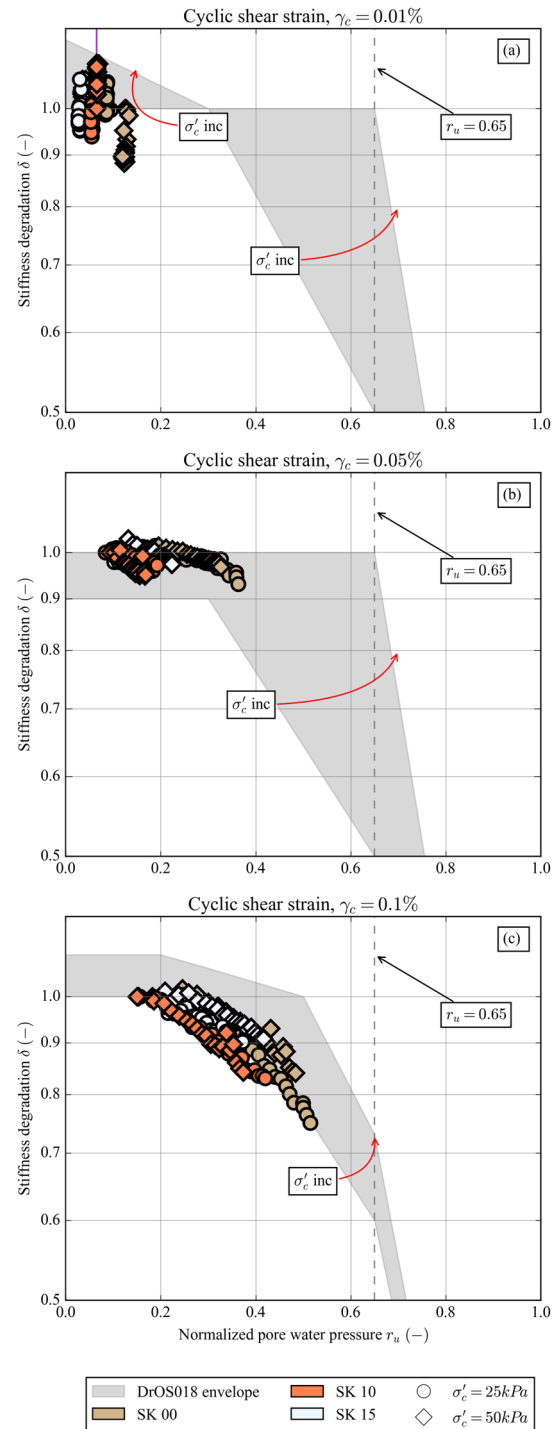 Cyclic shear strain, γc = 0.01%
(a)
1.0
0.9
0.7
0.6
0.5
Stiffness degradation δ (−)
σ′c inc
σ′c inc
ru = 0.65
0.0 0.2 0.4 0.6 0.8 1.0
Cyclic shear strain, γc = 0.05%
(b)
1.0
0.9
0.8
0.7
0.6
0.5
Stiffness degradation δ (−)
ru = 0.65
σ′c inc
0.0 0.2 0.4 0.6 0.8 1.0
Cyclic shear strain, γc = 0.1%
(c)
1.0
0.9
0.8
0.7
0.6
0.5
Stiffness degradation δ (−)
ru = 0.65
σ′c inc
0.0 0.2 0.4 0.6 0.8 1.0
Normalized pore water pressure ru (−)
DrOS018 envelope
SK 00
SK 10
SK 15
σ′c = 25kPa
σ′c = 50kPa